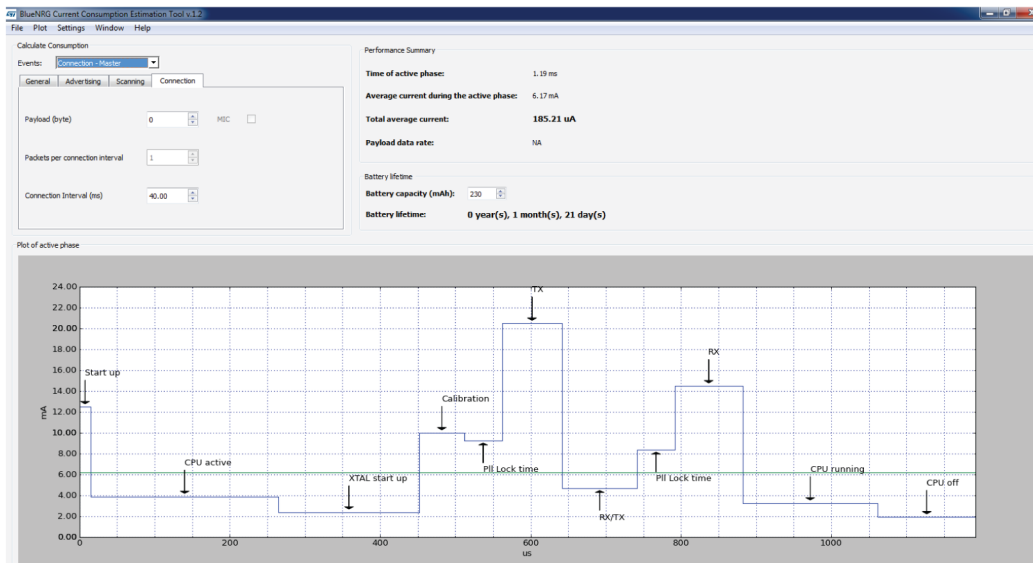 BlueNRG Current Consumption Estimation Tool v.1.2
File Plot Settings Window Help
Calculate Consumption
Events: Connection - Master
General Advertising Scanning Connection
Payload (byte) 0 MIC
Packets per connection interval 1
Connection Interval (ms) 40.00
Performance Summary
Time of active phase: 1.19 ms
Average current during the active phase: 6.17 mA
Total average current: 185.21 uA
Payload data rate: NA
Battery lifetime
Battery capacity (mAh): 230
Battery lifetime: 0 year(s), 1 month(s), 21 day(s)
Plot of active phase
24.00
22.00
20.00
18.00
16.00
14.00
12.00
10.00
8.00
6.00
4.00
2.00
0.00
mA
Start up
CPU active
XTAL start up
Calibration
Pll Lock time
TX
RX/TX
Pll Lock time
RX
CPU running
CPU off
0 200 400 600 800 1000
us